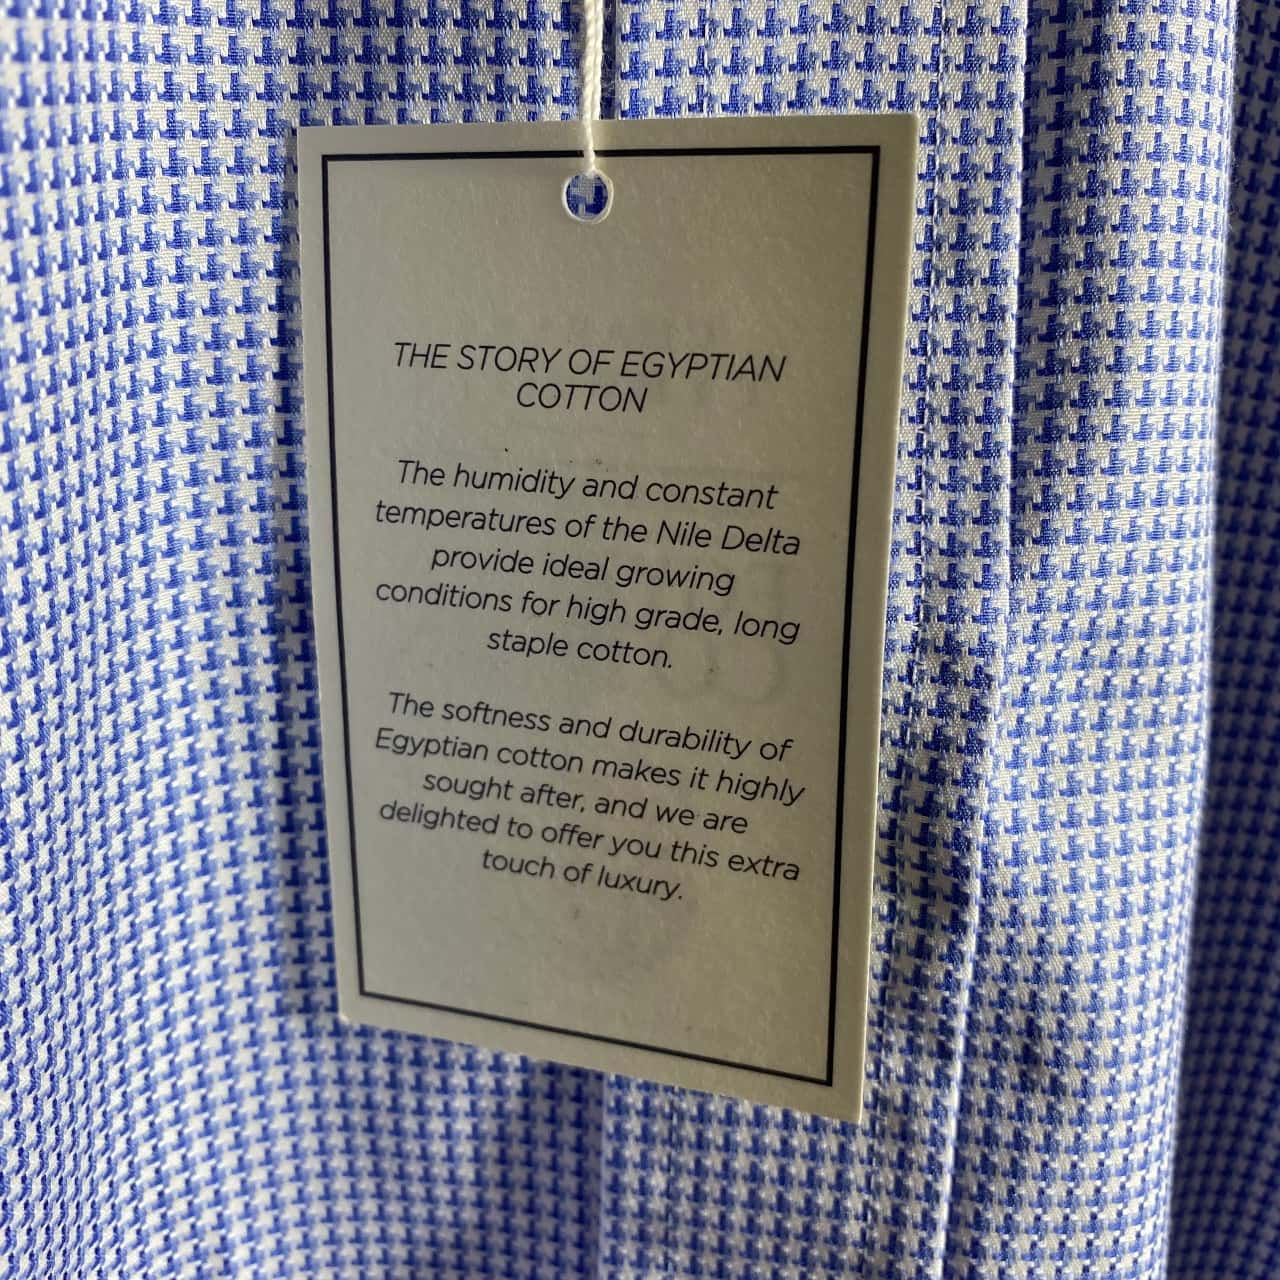 THE STORY OF EGYPTIAN
COTTON
The humidity and constant
temperatures of the Nile Delta
provide ideal growing
conditions for high grade, long
staple cotton.
The softness and durability of
Egyptian cotton makes it highly
sought after, and we are
delighted to offer you this extra
touch of luxury.